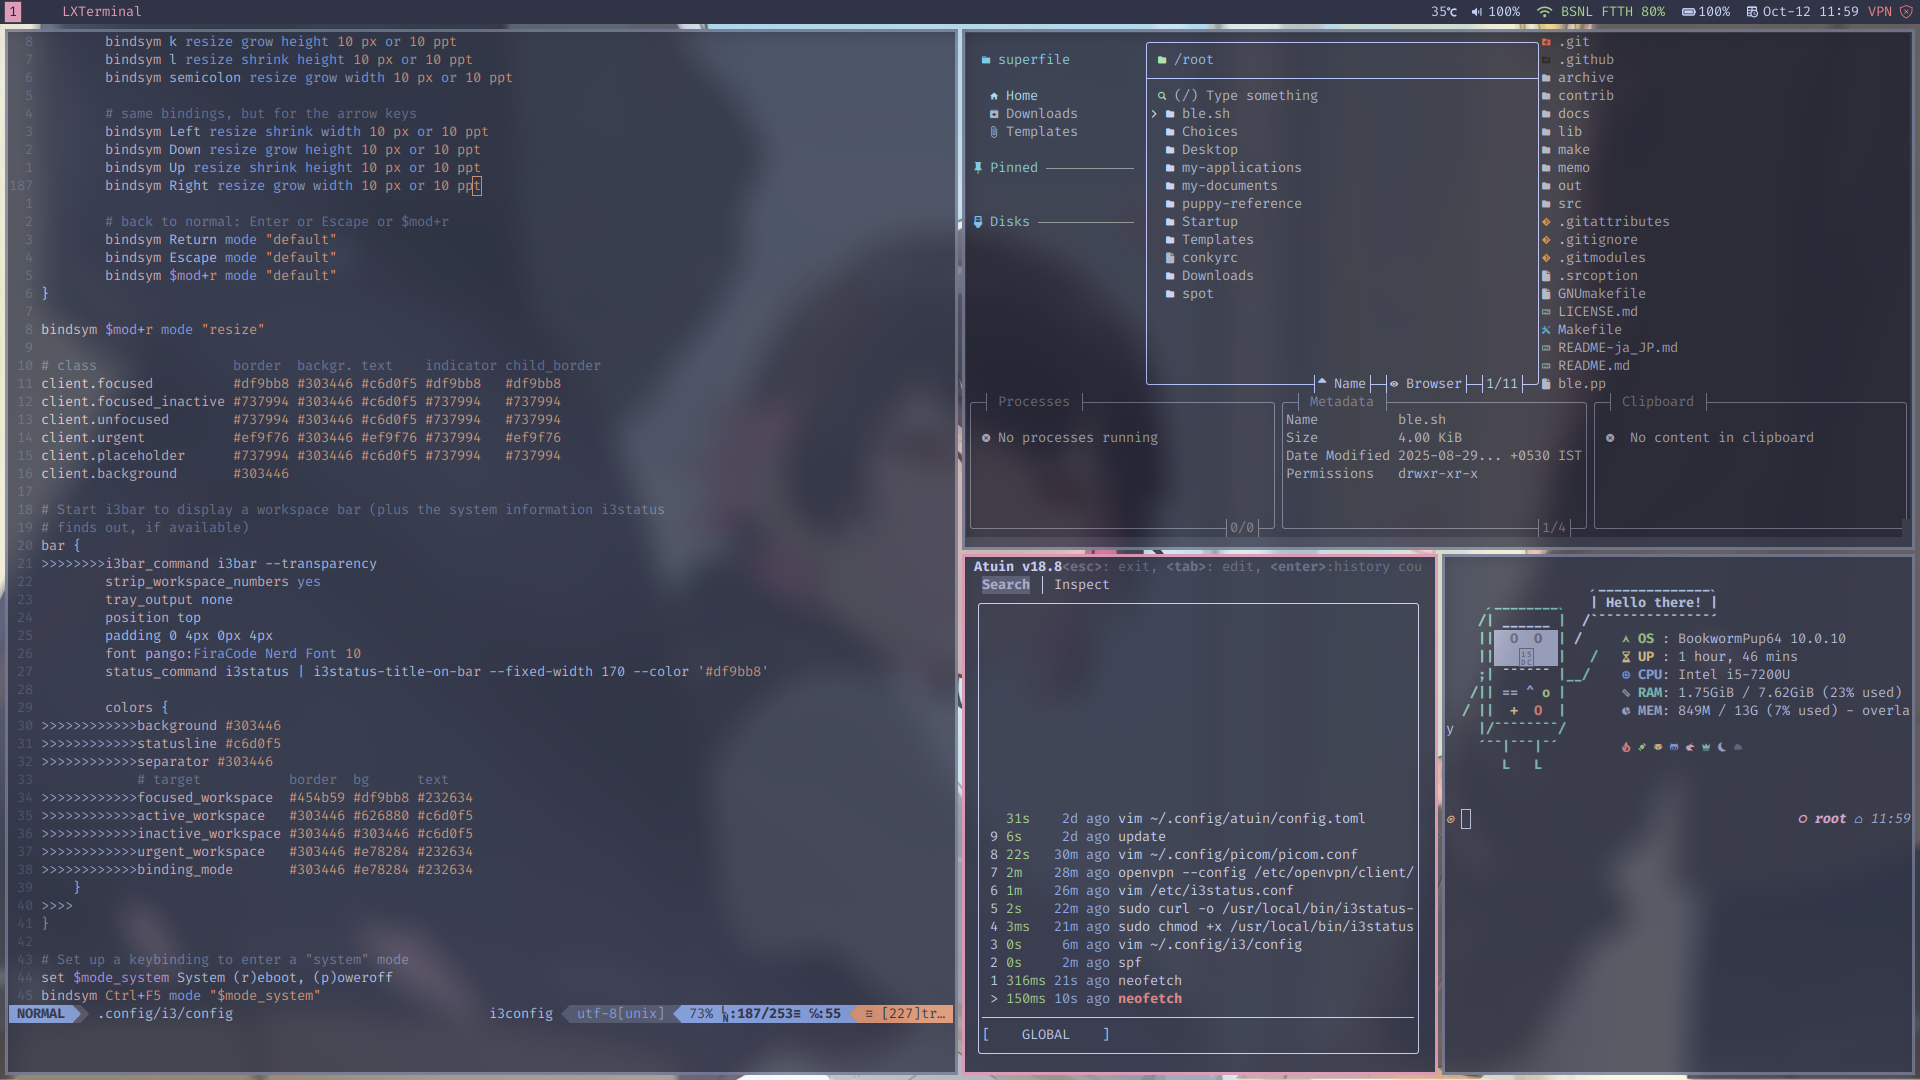 1 LXTerminal 35℃ 100% BSNL FTTH 80% 100% Oct-12 11:59 VPN
8 bindsym k resize grow height 10 px or 10 ppt
7 bindsym l resize shrink height 10 px or 10 ppt
6 bindsym semicolon resize grow width 10 px or 10 ppt
5
4 # same bindings, but for the arrow keys
3 bindsym Left resize shrink width 10 px or 10 ppt
2 bindsym Down resize grow height 10 px or 10 ppt
1 bindsym Up resize shrink height 10 px or 10 ppt
187 bindsym Right resize grow width 10 px or 10 ppt
1
2 # back to normal: Enter or Escape or $mod+r
3 bindsym Return mode "default"
4 bindsym Escape mode "default"
5 bindsym $mod+r mode "default"
6 }
7
8 bindsym $mod+r mode "resize"
9
10 # class border backgr. text indicator child_border
11 client.focused #df9bb8 #303446 #c6d0f5 #df9bb8 #df9bb8
12 client.focused_inactive #737994 #303446 #c6d0f5 #737994 #737994
13 client.unfocused #737994 #303446 #c6d0f5 #737994 #737994
14 client.urgent #ef9f76 #303446 #ef9f76 #737994 #ef9f76
15 client.placeholder #737994 #303446 #c6d0f5 #737994 #737994
16 client.background #303446
17
18 # Start i3bar to display a workspace bar (plus the system information i3status
19 # finds out, if available)
20 bar {
21 >>>>>>>>i3bar_command i3bar --transparency
22 strip_workspace_numbers yes
23 tray_output none
24 position top
25 padding 0 4px 0px 4px
26 font pango:FiraCode Nerd Font 10
27 status_command i3status | i3status-title-on-bar --fixed-width 170 --color '#df9bb8'
28
29 colors {
30 >>>>>>>>>>>>background #303446
31 >>>>>>>>>>>>statusline #c6d0f5
32 >>>>>>>>>>>>separator #303446
33 # target border bg text
34 >>>>>>>>>>>>focused_workspace #454b59 #df9bb8 #232634
35 >>>>>>>>>>>>active_workspace #303446 #626880 #c6d0f5
36 >>>>>>>>>>>>inactive_workspace #303446 #303446 #c6d0f5
37 >>>>>>>>>>>>urgent_workspace #303446 #e78284 #232634
38 >>>>>>>>>>>>binding_mode #303446 #e78284 #232634
39 }
40 >>>>
41 }
42
43 # Set up a keybinding to enter a "system" mode
44 set $mode_system System (r)eboot, (p)oweroff
45 bindsym Ctrl+F5 mode "$mode_system"
NORMAL .config/i3/config i3config utf-8[unix] 73% :187/253≡ ℅:55 ≡ [227]tr…
superfile
Home
Downloads
Templates
Pinned
Disks
/root
(/) Type something
> ble.sh
Choices
Desktop
my-applications
my-documents
puppy-reference
Startup
Templates
conkyrc
Downloads
spot
Name Browser 1/11
.git
.github
archive
contrib
docs
lib
make
memo
out
src
.gitattributes
.gitignore
.gitmodules
.srcoption
GNUmakefile
LICENSE.md
Makefile
README-ja_JP.md
README.md
ble.pp
Processes
No processes running
0/0
Metadata
Name ble.sh
Size 4.00 KiB
Date Modified 2025-08-29... +0530 IST
Permissions drwxr-xr-x
1/4
Clipboard
No content in clipboard
Atuin v18.8<esc>: exit, <tab>: edit, <enter>:history cou
Search | Inspect
31s 2d ago vim ~/.config/atuin/config.toml
9 6s 2d ago update
8 22s 30m ago vim ~/.config/picom/picom.conf
7 2m 28m ago openvpn --config /etc/openvpn/client/
6 1m 26m ago vim /etc/i3status.conf
5 2s 22m ago sudo curl -o /usr/local/bin/i3status-
4 3ms 21m ago sudo chmod +x /usr/local/bin/i3status
3 0s 6m ago vim ~/.config/i3/config
2 0s 2m ago spf
1 316ms 21s ago neofetch
> 150ms 10s ago neofetch
[ GLOBAL ]
| Hello there! |
OS : BookwormPup64 10.0.10
UP : 1 hour, 46 mins
CPU: Intel i5-7200U
RAM: 1.75GiB / 7.62GiB (23% used)
MEM: 849M / 13G (7% used) - overla
y
root 11:59